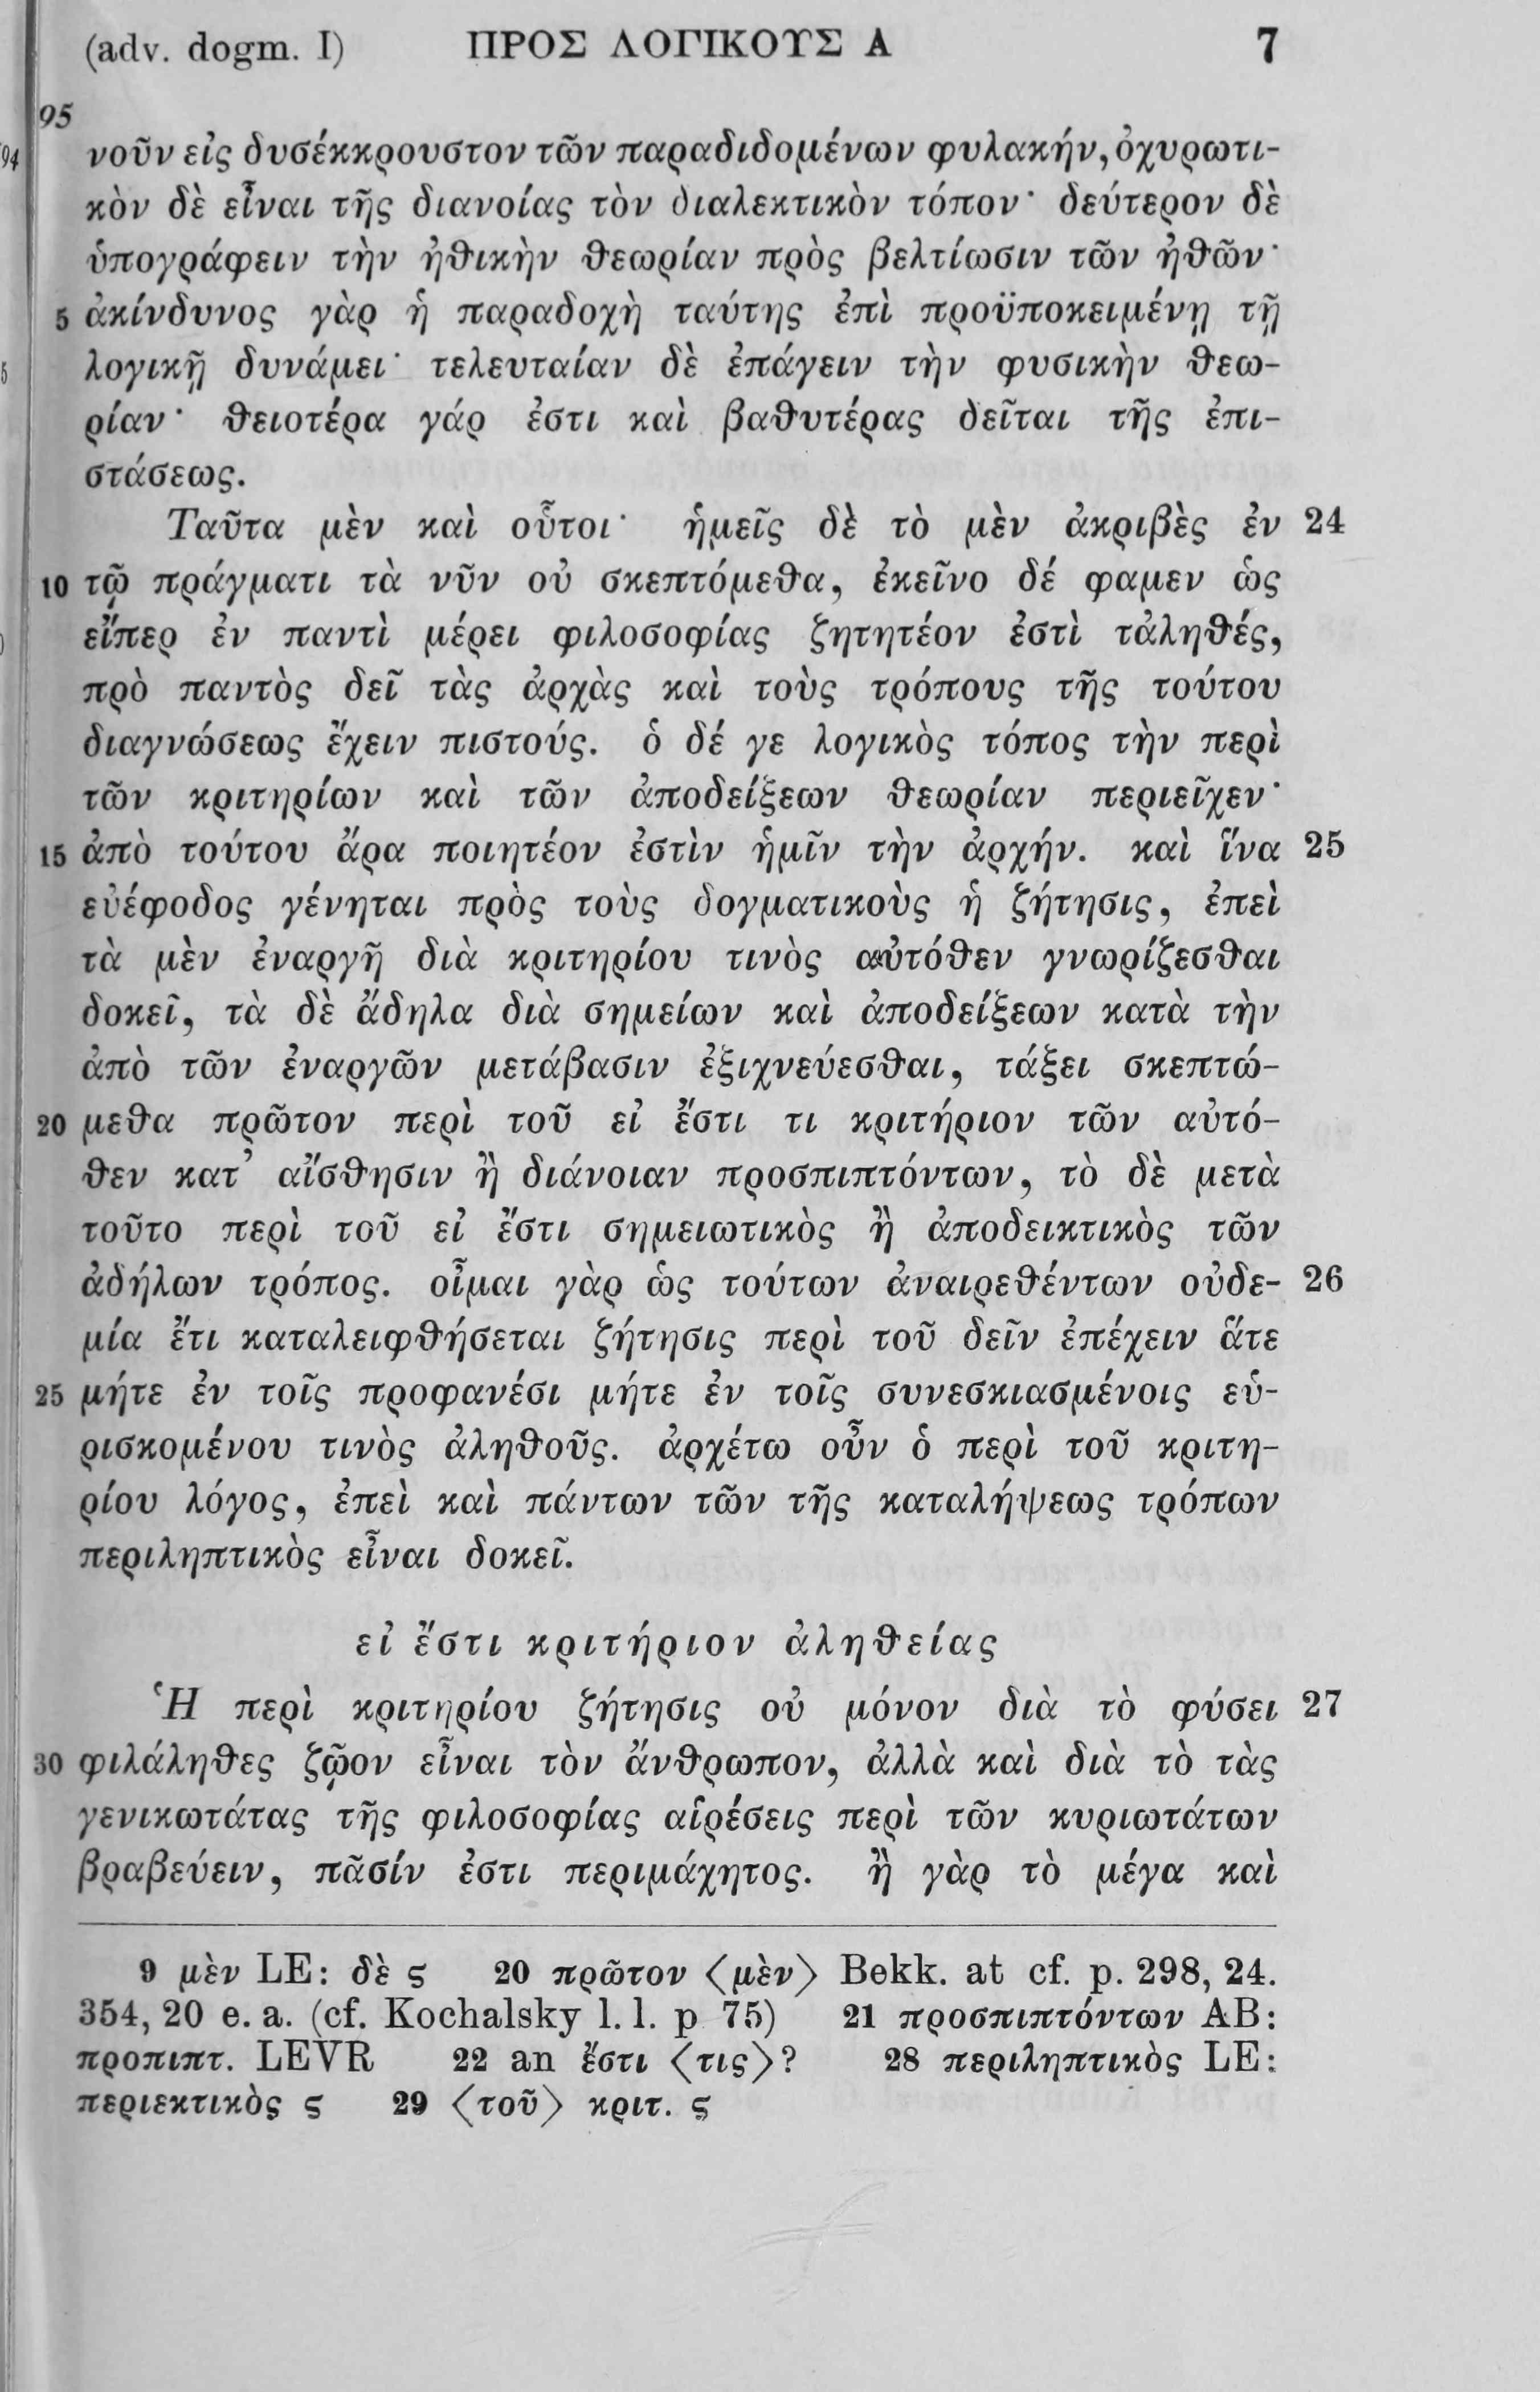 (adv. dogm. I) ΠΡΟΣ ΛΟΓΙΚΟΥΣ Α 7
95
94 νοῦν εἰς δυσέκκρουστον τῶν παραδιδομένων φυλακήν, ὀχυρωτι-
κὸν δὲ εἶναι τῆς διανοίας τὸν διαλεκτικὸν τόπον· δεύτερον δὲ
ὑπογράφειν τὴν ἠθικὴν θεωρίαν πρὸς βελτίωσιν τῶν ἠθῶν·
5 ἀκίνδυνος γὰρ ἡ παραδοχὴ ταύτης ἐπὶ προϋποκειμένῃ τῇ
λογικῇ δυνάμει· τελευταίαν δὲ ἐπάγειν τὴν φυσικὴν θεω-
ρίαν· θειοτέρα γάρ ἐστι καὶ βαθυτέρας δεῖται τῆς ἐπι-
στάσεως.
Ταῦτα μὲν καὶ οὗτοι· ἡμεῖς δὲ τὸ μὲν ἀκριβὲς ἐν 24
10 τῷ πράγματι τὰ νῦν οὐ σκεπτόμεθα, ἐκεῖνο δέ φαμεν ὡς
εἴπερ ἐν παντὶ μέρει φιλοσοφίας ζητητέον ἐστὶ τἀληθές,
πρὸ παντὸς δεῖ τὰς ἀρχὰς καὶ τοὺς τρόπους τῆς τούτου
διαγνώσεως ἔχειν πιστούς. ὁ δέ γε λογικὸς τόπος τὴν περὶ
τῶν κριτηρίων καὶ τῶν ἀποδείξεων θεωρίαν περιεῖχεν·
15 ἀπὸ τούτου ἄρα ποιητέον ἐστὶν ἡμῖν τὴν ἀρχήν. καὶ ἵνα 25
εὐέφοδος γένηται πρὸς τοὺς δογματικοὺς ἡ ζήτησις, ἐπεὶ
τὰ μὲν ἐναργῆ διὰ κριτηρίου τινὸς αὐτόθεν γνωρίζεσθαι
δοκεῖ, τὰ δὲ ἄδηλα διὰ σημείων καὶ ἀποδείξεων κατὰ τὴν
ἀπὸ τῶν ἐναργῶν μετάβασιν ἐξιχνεύεσθαι, τάξει σκεπτώ-
20 μεθα πρῶτον περὶ τοῦ εἰ ἔστι τι κριτήριον τῶν αὐτό-
θεν κατ’ αἴσθησιν ἢ διάνοιαν προσπιπτόντων, τὸ δὲ μετὰ
τοῦτο περὶ τοῦ εἰ ἔστι σημειωτικὸς ἢ ἀποδεικτικὸς τῶν
ἀδήλων τρόπος. οἶμαι γὰρ ὡς τούτων ἀναιρεθέντων οὐδε- 26
μία ἔτι καταλειφθήσεται ζήτησις περὶ τοῦ δεῖν ἐπέχειν ἅτε
25 μήτε ἐν τοῖς προφανέσι μήτε ἐν τοῖς συνεσκιασμένοις εὑ-
ρισκομένου τινὸς ἀληθοῦς. ἀρχέτω οὖν ὁ περὶ τοῦ κριτη-
ρίου λόγος, ἐπεὶ καὶ πάντων τῶν τῆς καταλήψεως τρόπων
περιληπτικὸς εἶναι δοκεῖ.
εἰ ἔστι κριτήριον ἀληθείας
Ἡ περὶ κριτηρίου ζήτησις οὐ μόνον διὰ τὸ φύσει 27
30 φιλάληθες ζῷον εἶναι τὸν ἄνθρωπον, ἀλλὰ καὶ διὰ τὸ τὰς
γενικωτάτας τῆς φιλοσοφίας αἱρέσεις περὶ τῶν κυριωτάτων
βραβεύειν, πᾶσίν ἐστι περιμάχητος. ἢ γὰρ τὸ μέγα καὶ
9 μὲν LE: δὲ ς 20 πρῶτον ⟨μὲν⟩ Bekk. at cf. p. 298, 24.
354, 20 e. a. (cf. Kochalsky l. l. p 75) 21 προσπιπτόντων AB:
προπιπτ. LEVR 22 an ἔστι ⟨τις⟩? 28 περιληπτικὸς LE:
περιεκτικὸς ς 29 ⟨τοῦ⟩ κριτ. ς